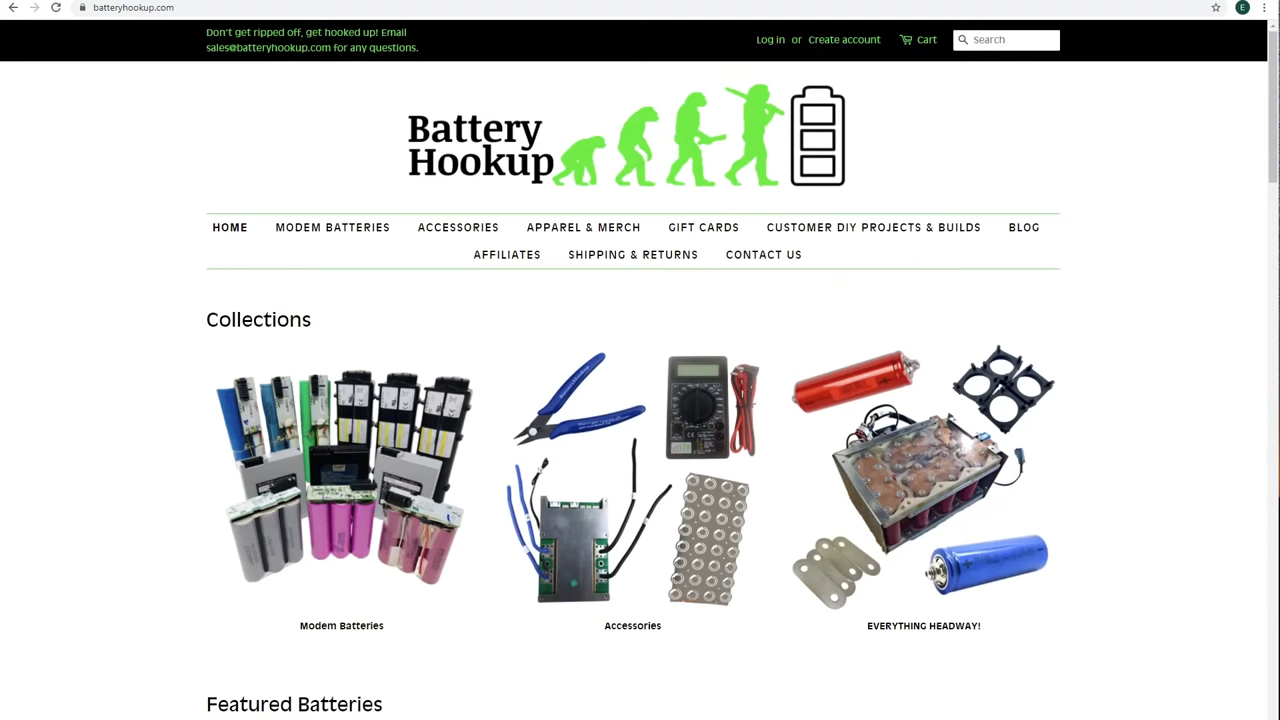 batteryhookup.com
E
Don't get ripped off, get hooked up! Email
sales@batteryhookup.com for any questions.
Log in or Create account
Cart
Search
Battery
Hookup
HOME
MODEM BATTERIES
ACCESSORIES
APPAREL & MERCH
GIFT CARDS
CUSTOMER DIY PROJECTS & BUILDS
BLOG
AFFILIATES
SHIPPING & RETURNS
CONTACT US
Collections
Modem Batteries
Accessories
EVERYTHING HEADWAY!
Featured Batteries